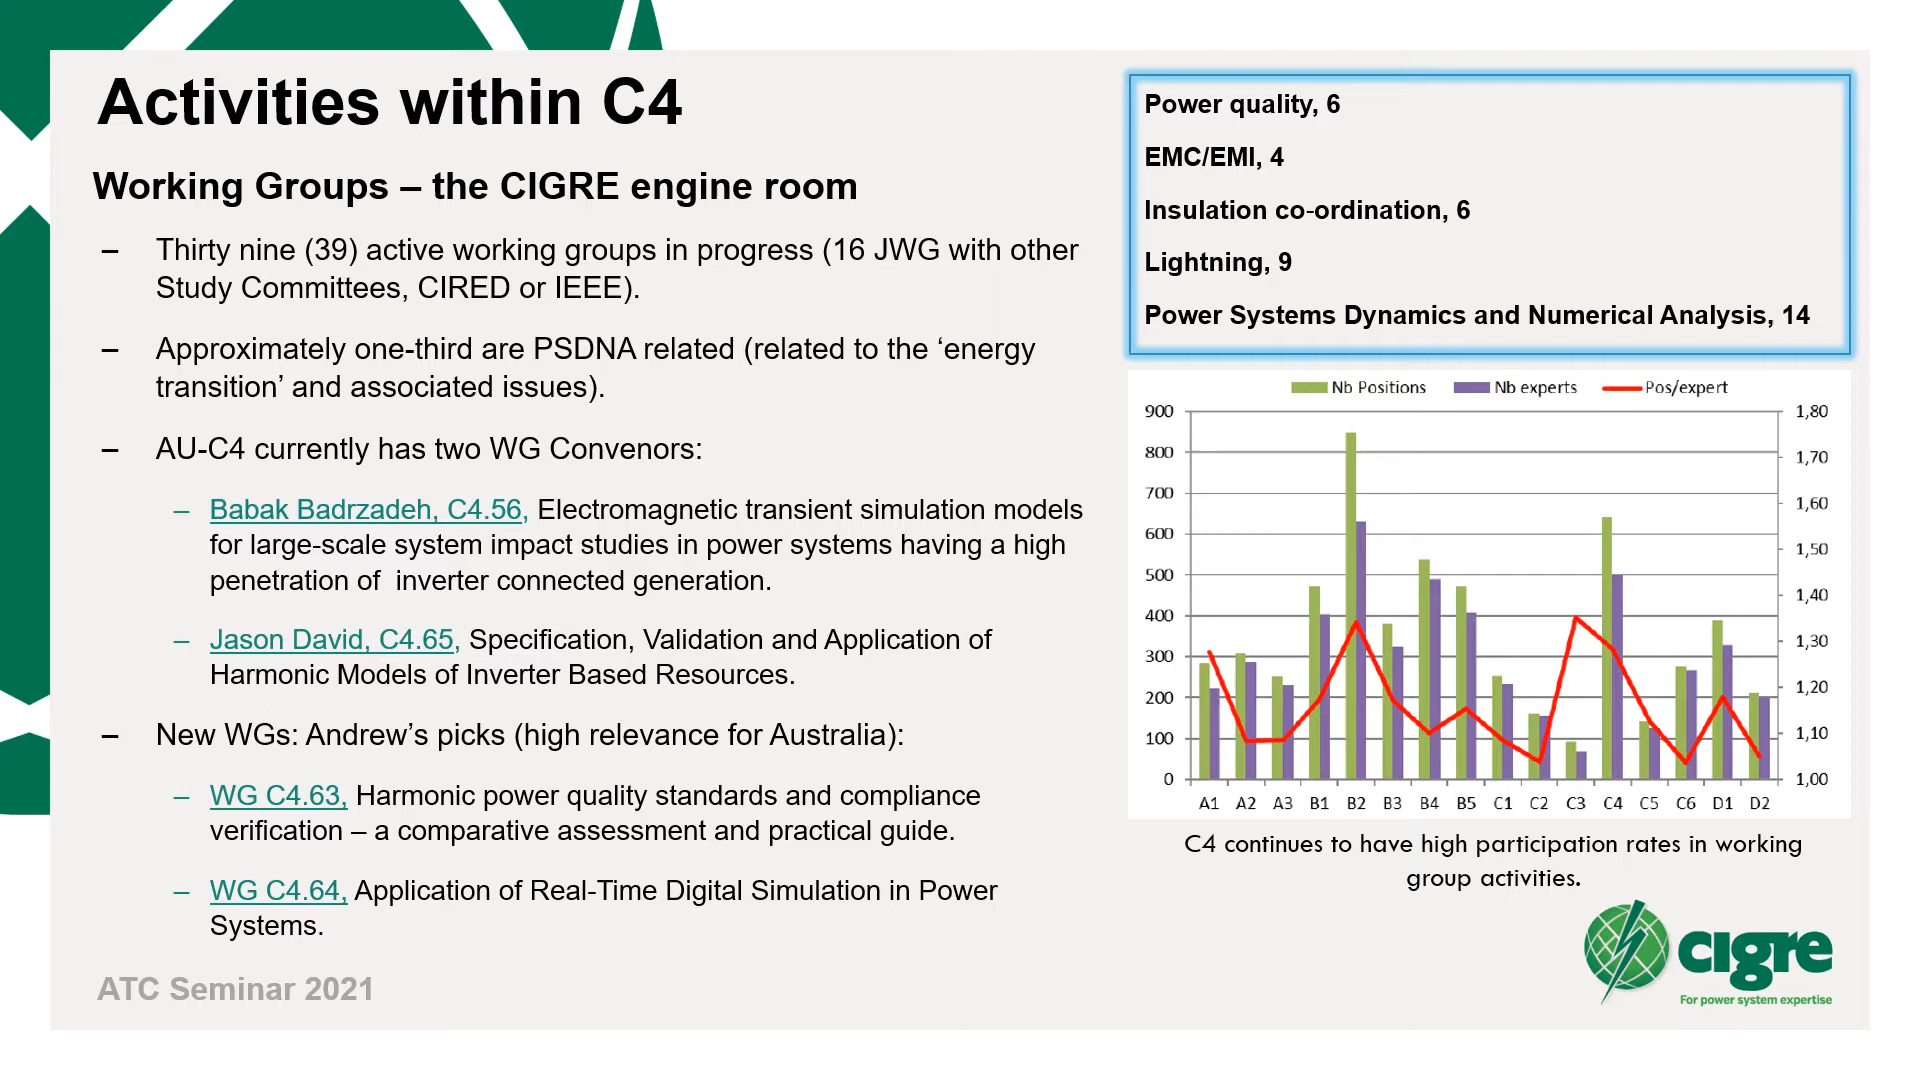 Activities within C4
Working Groups – the CIGRE engine room
– Thirty nine (39) active working groups in progress (16 JWG with other
Study Committees, CIRED or IEEE).
– Approximately one-third are PSDNA related (related to the ‘energy
transition’ and associated issues).
– AU-C4 currently has two WG Convenors:
– Babak Badrzadeh, C4.56, Electromagnetic transient simulation models
for large-scale system impact studies in power systems having a high
penetration of inverter connected generation.
– Jason David, C4.65, Specification, Validation and Application of
Harmonic Models of Inverter Based Resources.
– New WGs: Andrew’s picks (high relevance for Australia):
– WG C4.63, Harmonic power quality standards and compliance
verification – a comparative assessment and practical guide.
– WG C4.64, Application of Real-Time Digital Simulation in Power
Systems.
ATC Seminar 2021
Power quality, 6
EMC/EMI, 4
Insulation co-ordination, 6
Lightning, 9
Power Systems Dynamics and Numerical Analysis, 14
Nb Positions Nb experts Pos/expert
900 1,80
800 1,70
700 1,60
600 1,50
500 1,40
400 1,30
300 1,20
200 1,10
100 1,00
0
A1 A2 A3 B1 B2 B3 B4 B5 C1 C2 C3 C4 C5 C6 D1 D2
C4 continues to have high participation rates in working
group activities.
cigre
For power system expertise